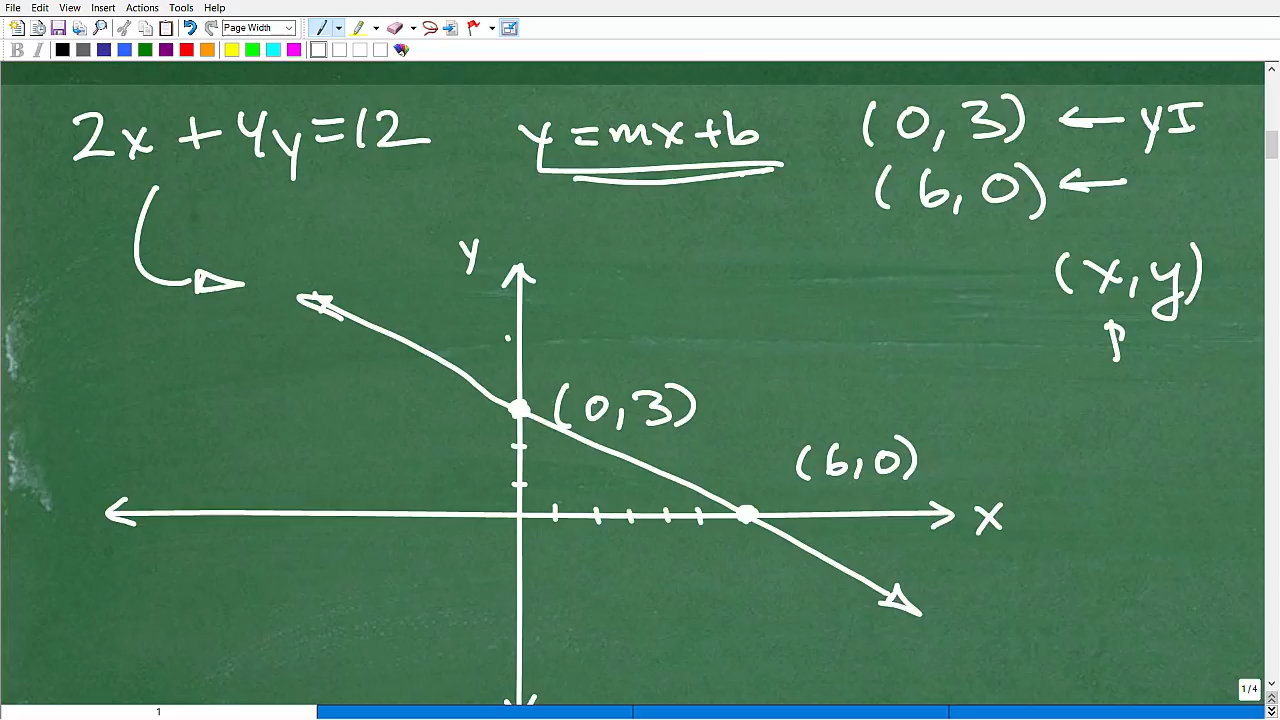 File Edit View Insert Actions Tools Help
Page Width
B I
2x + 4y = 12
y = mx + b
(0, 3) ← yI
(6, 0) ←
(x, y)
y
(0, 3)
(6, 0)
x
1/4
1